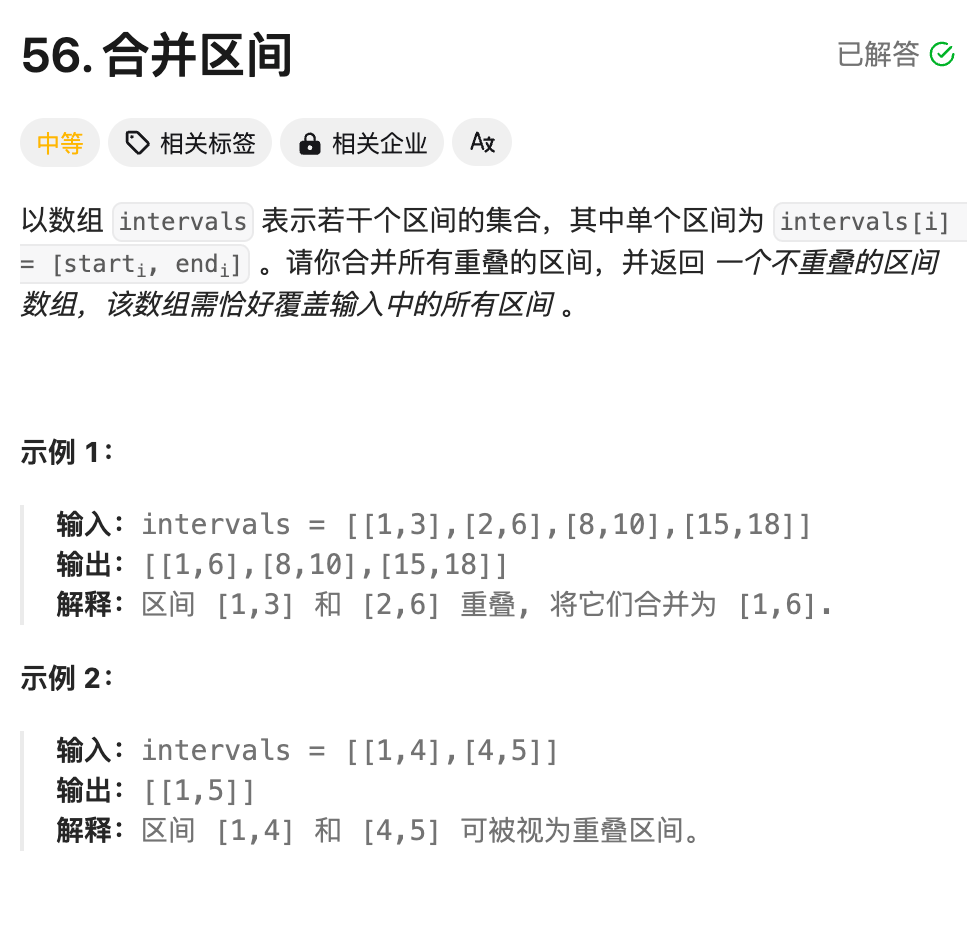 56. 合并区间
已解答
中等 相关标签 相关企业 A文
以数组 intervals 表示若干个区间的集合，其中单个区间为 intervals[i]
= [starti, endi] 。请你合并所有重叠的区间，并返回 一个不重叠的区间
数组，该数组需恰好覆盖输入中的所有区间 。
示例 1：
输入：intervals = [[1,3],[2,6],[8,10],[15,18]]
输出：[[1,6],[8,10],[15,18]]
解释：区间 [1,3] 和 [2,6] 重叠, 将它们合并为 [1,6].
示例 2：
输入：intervals = [[1,4],[4,5]]
输出：[[1,5]]
解释：区间 [1,4] 和 [4,5] 可被视为重叠区间。